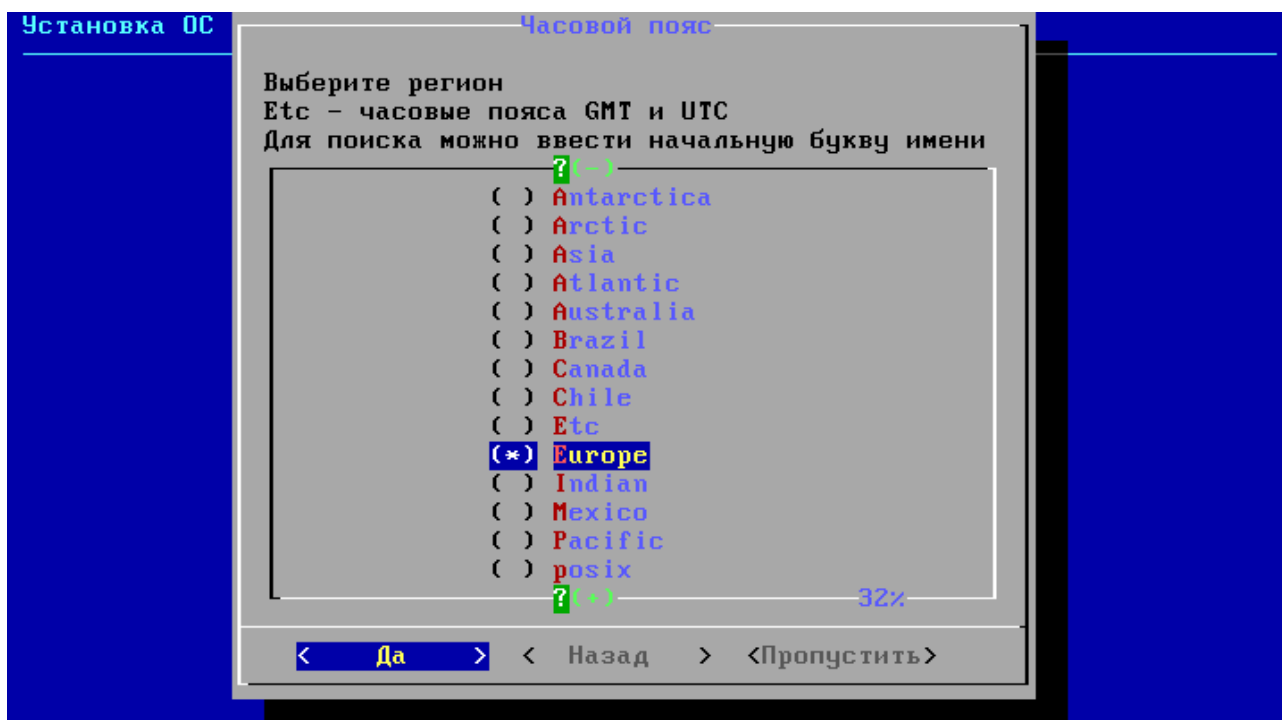 Установка ОС
Часовой пояс
Выберите регион
Etc – часовые пояса GMT и UTC
Для поиска можно ввести начальную букву имени
?(-)
( ) Antarctica
( ) Arctic
( ) Asia
( ) Atlantic
( ) Australia
( ) Brazil
( ) Canada
( ) Chile
( ) Etc
(*) Europe
( ) Indian
( ) Mexico
( ) Pacific
( ) posix
?(+) 32%
< Да > < Назад > <Пропустить>